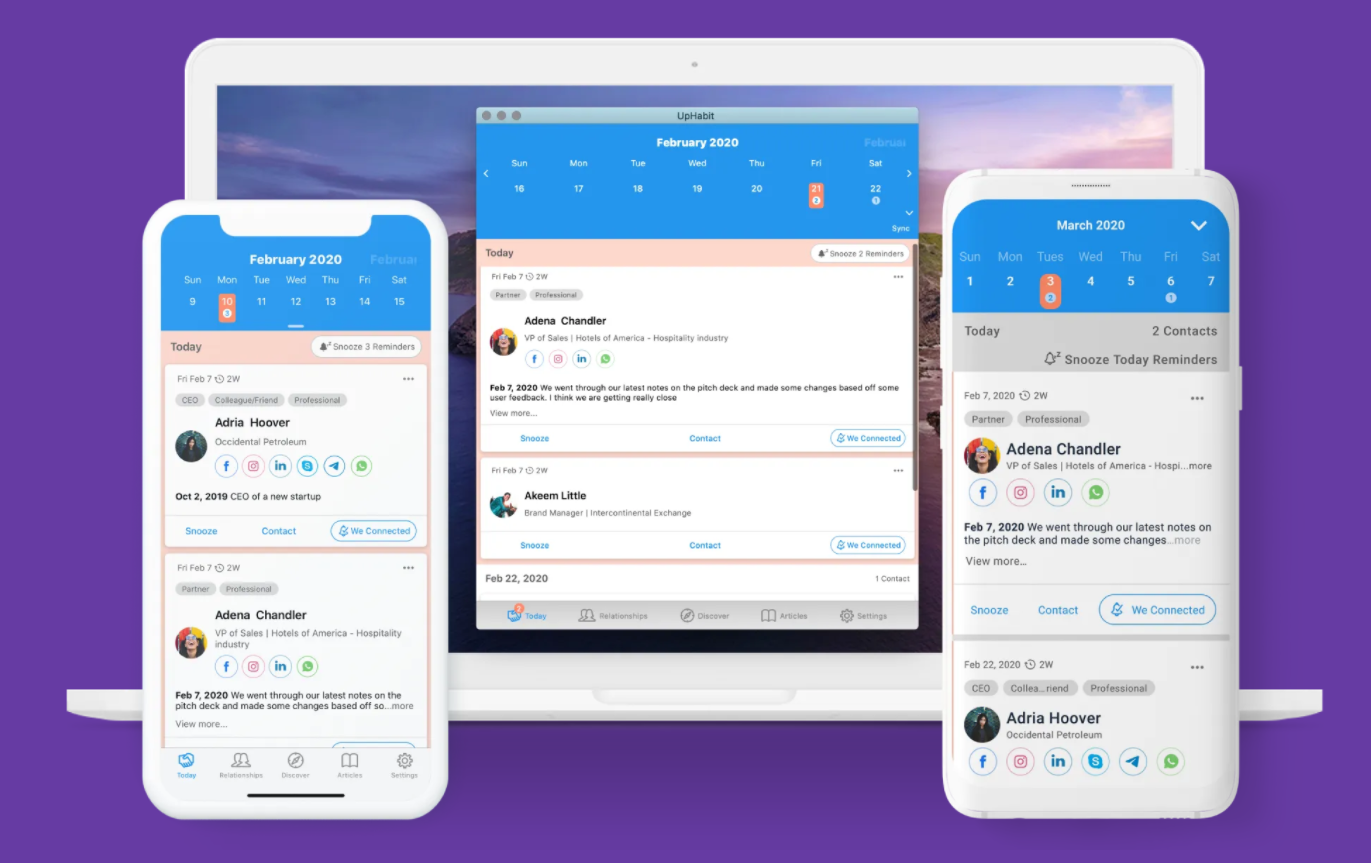 UpHabit
February 2020
Februai
Sun Mon Tue Wed Thu Fri Sat
16 17 18 19 20 21 22
2 1
Sync
Today
Snooze 2 Reminders
Fri Feb 7 2W
Partner Professional
Adena Chandler
VP of Sales | Hotels of America - Hospitality industry
Feb 7, 2020 We went through our latest notes on the pitch deck and made some changes based off some
user feedback. I think we are getting really close
View more...
Snooze Contact We Connected
Fri Feb 7 2W
Akeem Little
Brand Manager | Intercontinental Exchange
Snooze Contact We Connected
Feb 22, 2020 1 Contact
2
Today Relationships Discover Articles Settings
February 2020 Februar
Sun Mon Tue Wed Thu Fri Sat
9 10 11 12 13 14 15
3
Today
Snooze 3 Reminders
Fri Feb 7 2W
CEO Colleague/Friend Professional
Adria Hoover
Occidental Petroleum
Oct 2, 2019 CEO of a new startup
Snooze Contact We Connected
Fri Feb 7 2W
Partner Professional
Adena Chandler
VP of Sales | Hotels of America - Hospitality
industry
Feb 7, 2020 We went through our latest notes on the
pitch deck and made some changes based off so...more
View more...
Today Relationships Discover Articles Settings
March 2020
Sun Mon Tues Wed Thu Fri Sat
1 2 3 4 5 6 7
2 1
Today 2 Contacts
Snooze Today Reminders
Feb 7, 2020 2W
Partner Professional
Adena Chandler
VP of Sales | Hotels of America - Hospi...more
Feb 7, 2020 We went through our latest notes on
the pitch deck and made some changes...more
View more...
Snooze Contact We Connected
Feb 22, 2020 2W
CEO Collea...riend Professional
Adria Hoover
Occidental Petroleum